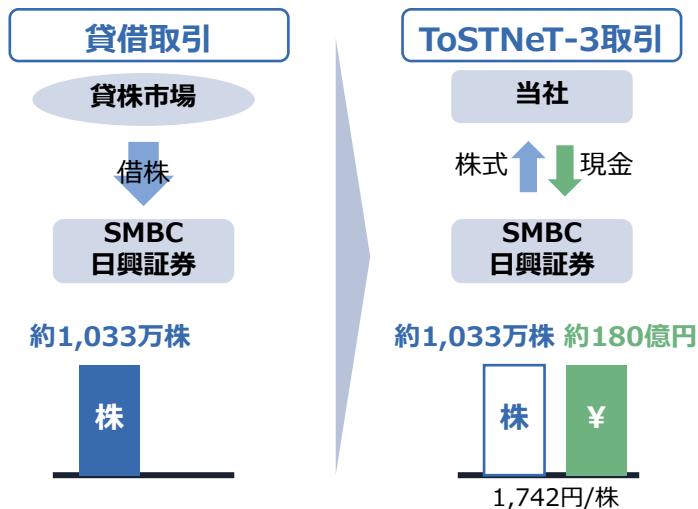 貸借取引
貸株市場
借株
SMBC
日興証券
約1,033万株
株
ToSTNeT-3取引
当社
株式
現金
SMBC
日興証券
約1,033万株
約180億円
株
¥
1,742円/株